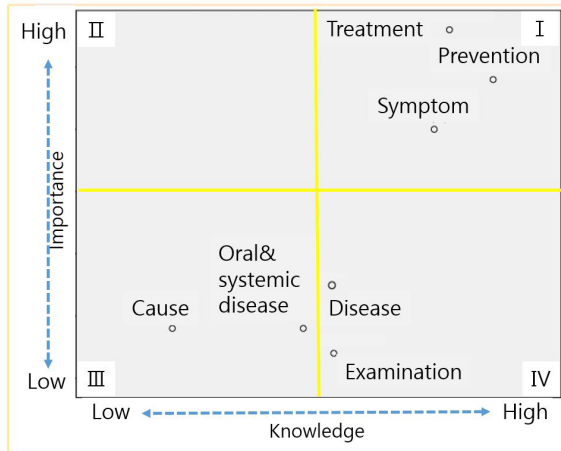 High
Ⅱ
Treatment
Ⅰ
Prevention
Symptom
Importance
Oral&
systemic
disease
Cause
Disease
Examination
Low
Ⅲ
Ⅳ
Low
High
Knowledge